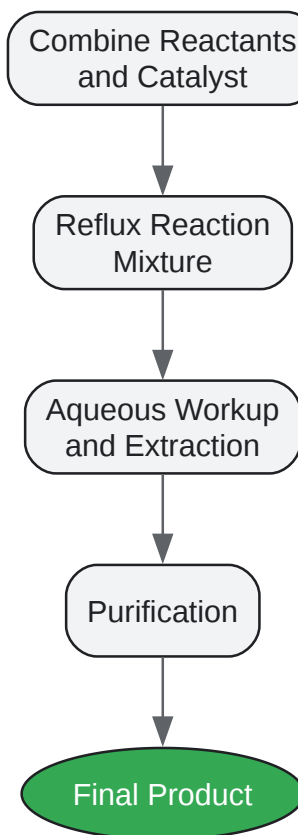 Combine Reactants
and Catalyst
Reflux Reaction
Mixture
Aqueous Workup
and Extraction
Purification
Final Product